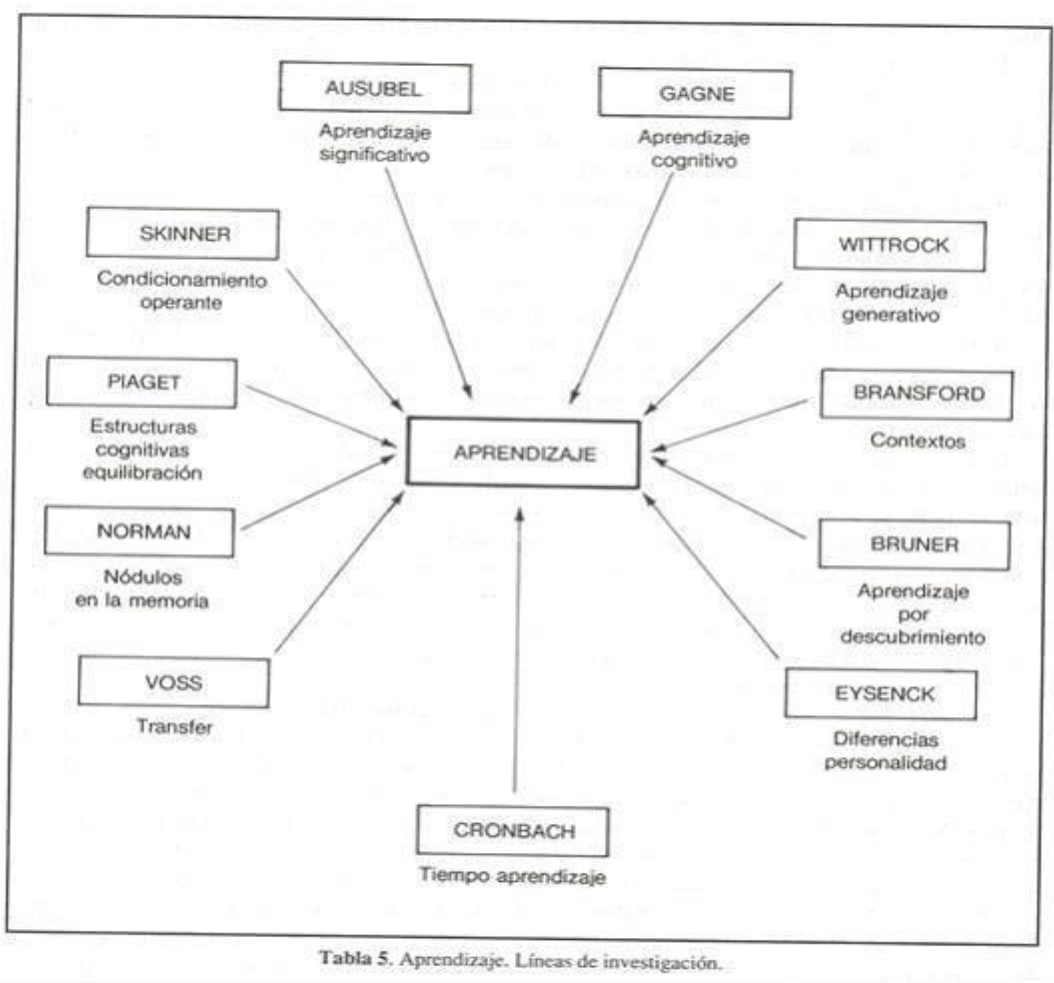 AUSUBEL
Aprendizaje
significativo
GAGNE
Aprendizaje
cognitivo
SKINNER
Condicionamiento
operante
WITTROCK
Aprendizaje
generativo
PIAGET
Estructuras
cognitivas
equilibración
BRANSFORD
Contextos
APRENDIZAJE
NORMAN
Nódulos
en la memoria
BRUNER
Aprendizaje
por
descubrimiento
VOSS
Transfer
EYSENCK
Diferencias
personalidad
CRONBACH
Tiempo aprendizaje
Tabla 5. Aprendizaje. Líneas de investigación.